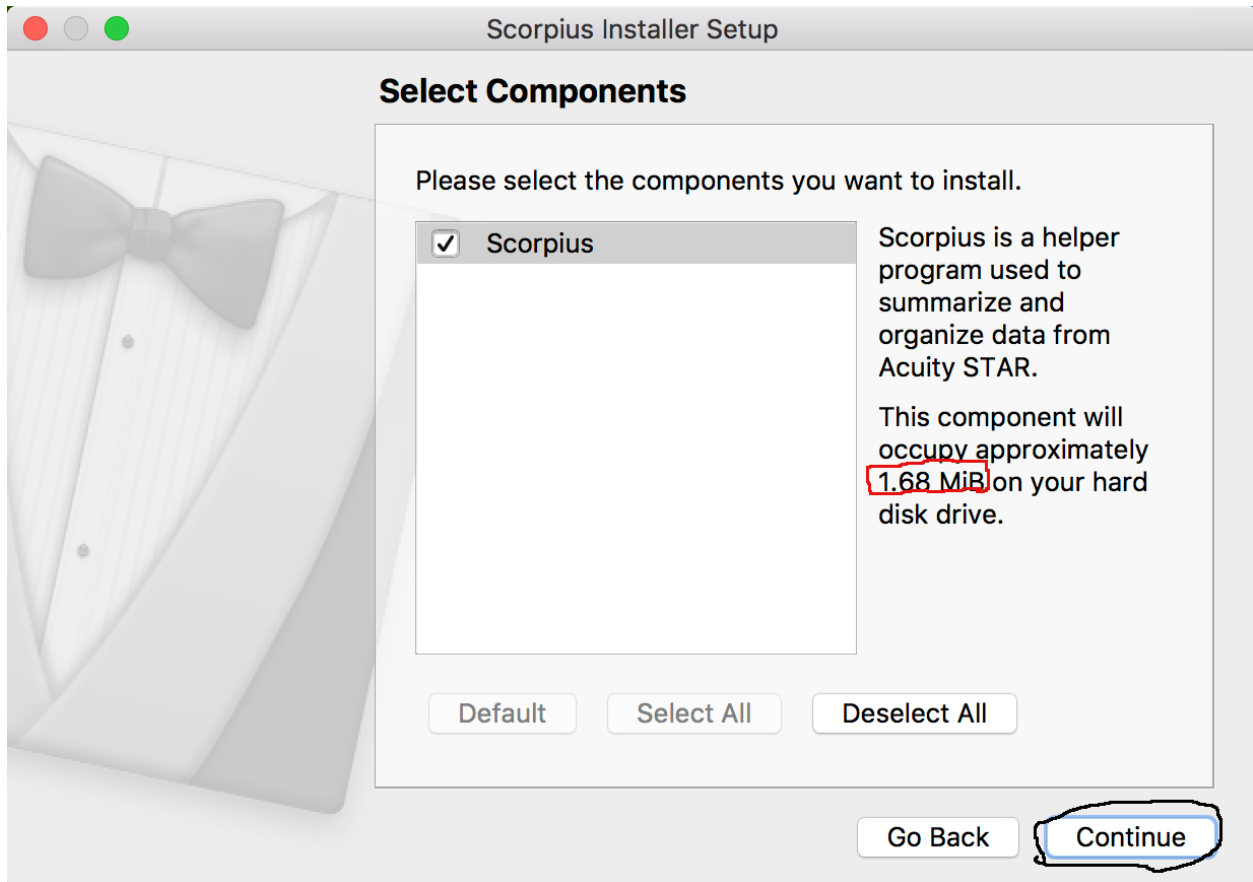 Scorpius Installer Setup
Select Components
Please select the components you want to install.
Scorpius
Scorpius is a helper
program used to
summarize and
organize data from
Acuity STAR.
This component will
occupy approximately
1.68 MiB on your hard
disk drive.
Default Select All Deselect All
Go Back Continue